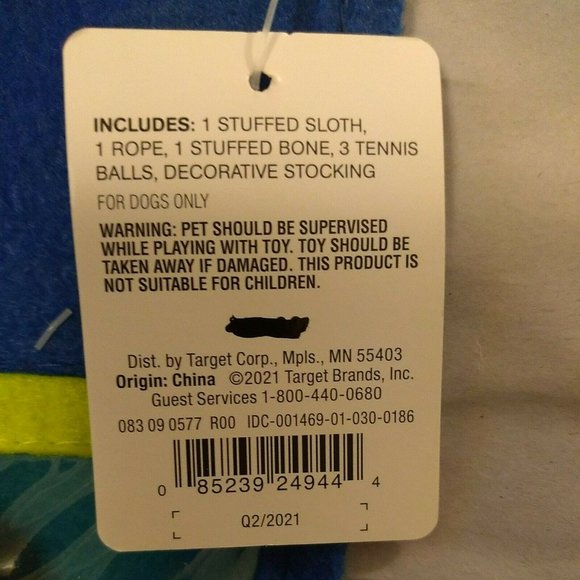 INCLUDES: 1 STUFFED SLOTH,
1 ROPE, 1 STUFFED BONE, 3 TENNIS
BALLS, DECORATIVE STOCKING
FOR DOGS ONLY
WARNING: PET SHOULD BE SUPERVISED
WHILE PLAYING WITH TOY. TOY SHOULD BE
TAKEN AWAY IF DAMAGED. THIS PRODUCT IS
NOT SUITABLE FOR CHILDREN.
Dist. by Target Corp., Mpls., MN 55403
Origin: China ©2021 Target Brands, Inc.
Guest Services 1-800-440-0680
083 09 0577 R00 IDC-001469-01-030-0186
0 85239 24944 4
Q2/2021